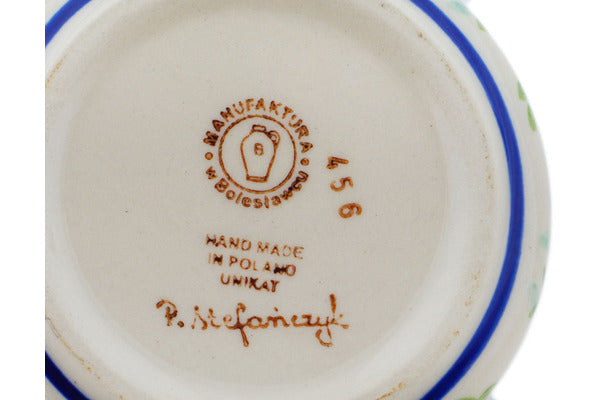 MANUFAKTURA
w Bolesławcu
B
456
HAND MADE
IN POLAND
UNIKAT
P. Stefańczyk